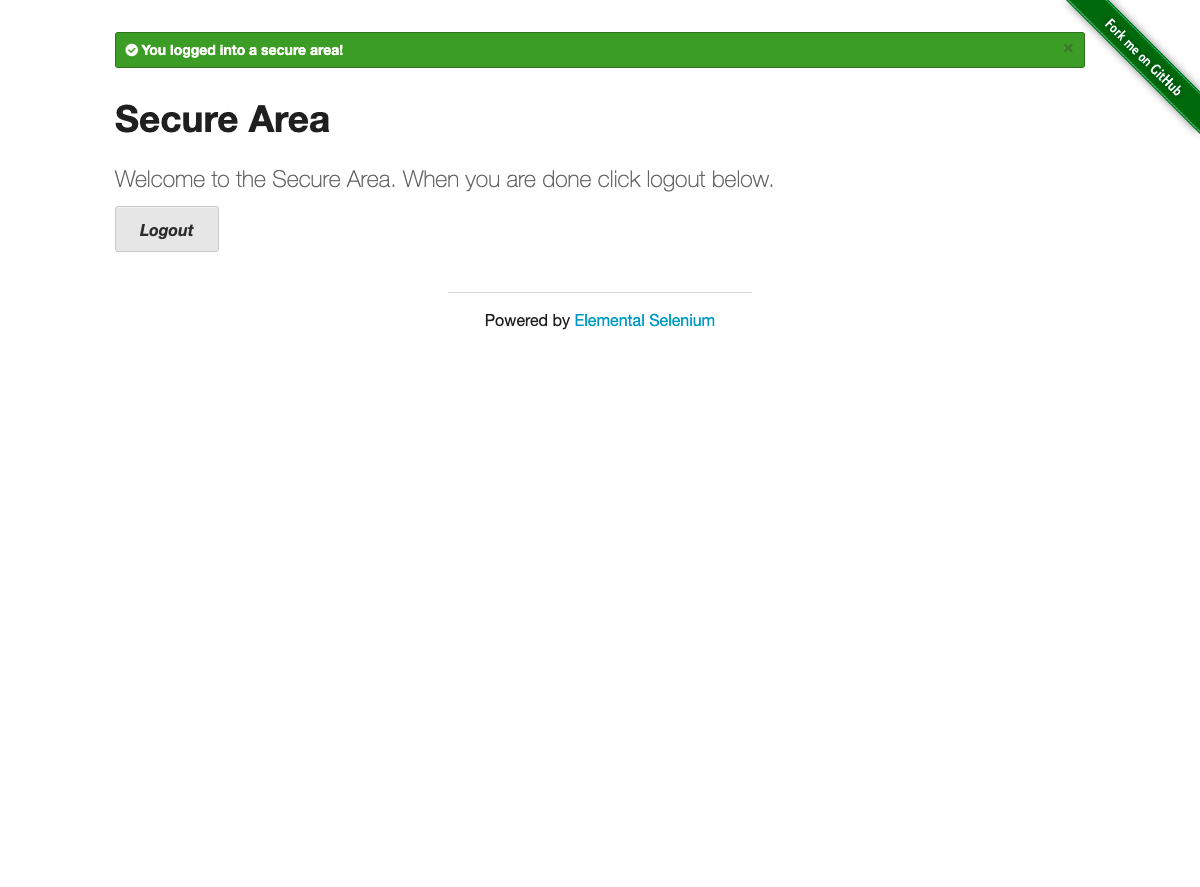 You logged into a secure area!
×
Fork me on GitHub
Secure Area
Welcome to the Secure Area. When you are done click logout below.
Logout
Powered by Elemental Selenium